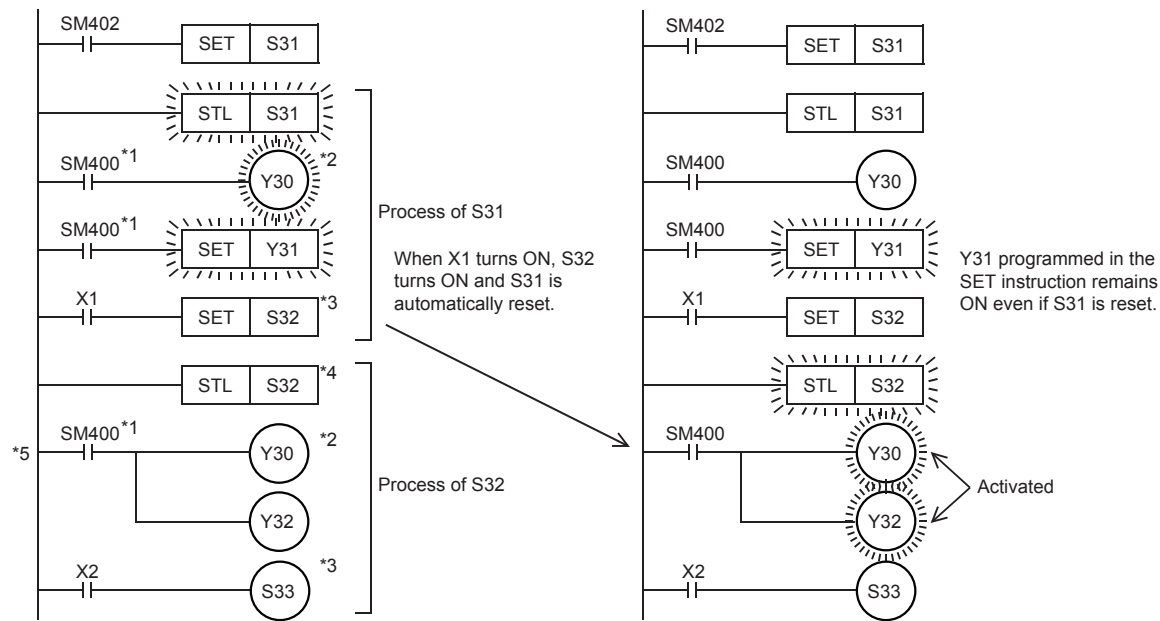 SM402
SET S31
STL S31
SM400*1
Y30
*2
SM400*1
SET Y31
X1
SET S32
*3
Process of S31
When X1 turns ON, S32
turns ON and S31 is
automatically reset.
STL S32
*4
*5
SM400*1
Y30
*2
Y32
X2
S33
*3
Process of S32
SM402
SET S31
STL S31
SM400
Y30
SM400
SET Y31
Y31 programmed in the
SET instruction remains
ON even if S31 is reset.
X1
SET S32
STL S32
SM400
Y30
Activated
Y32
X2
S33